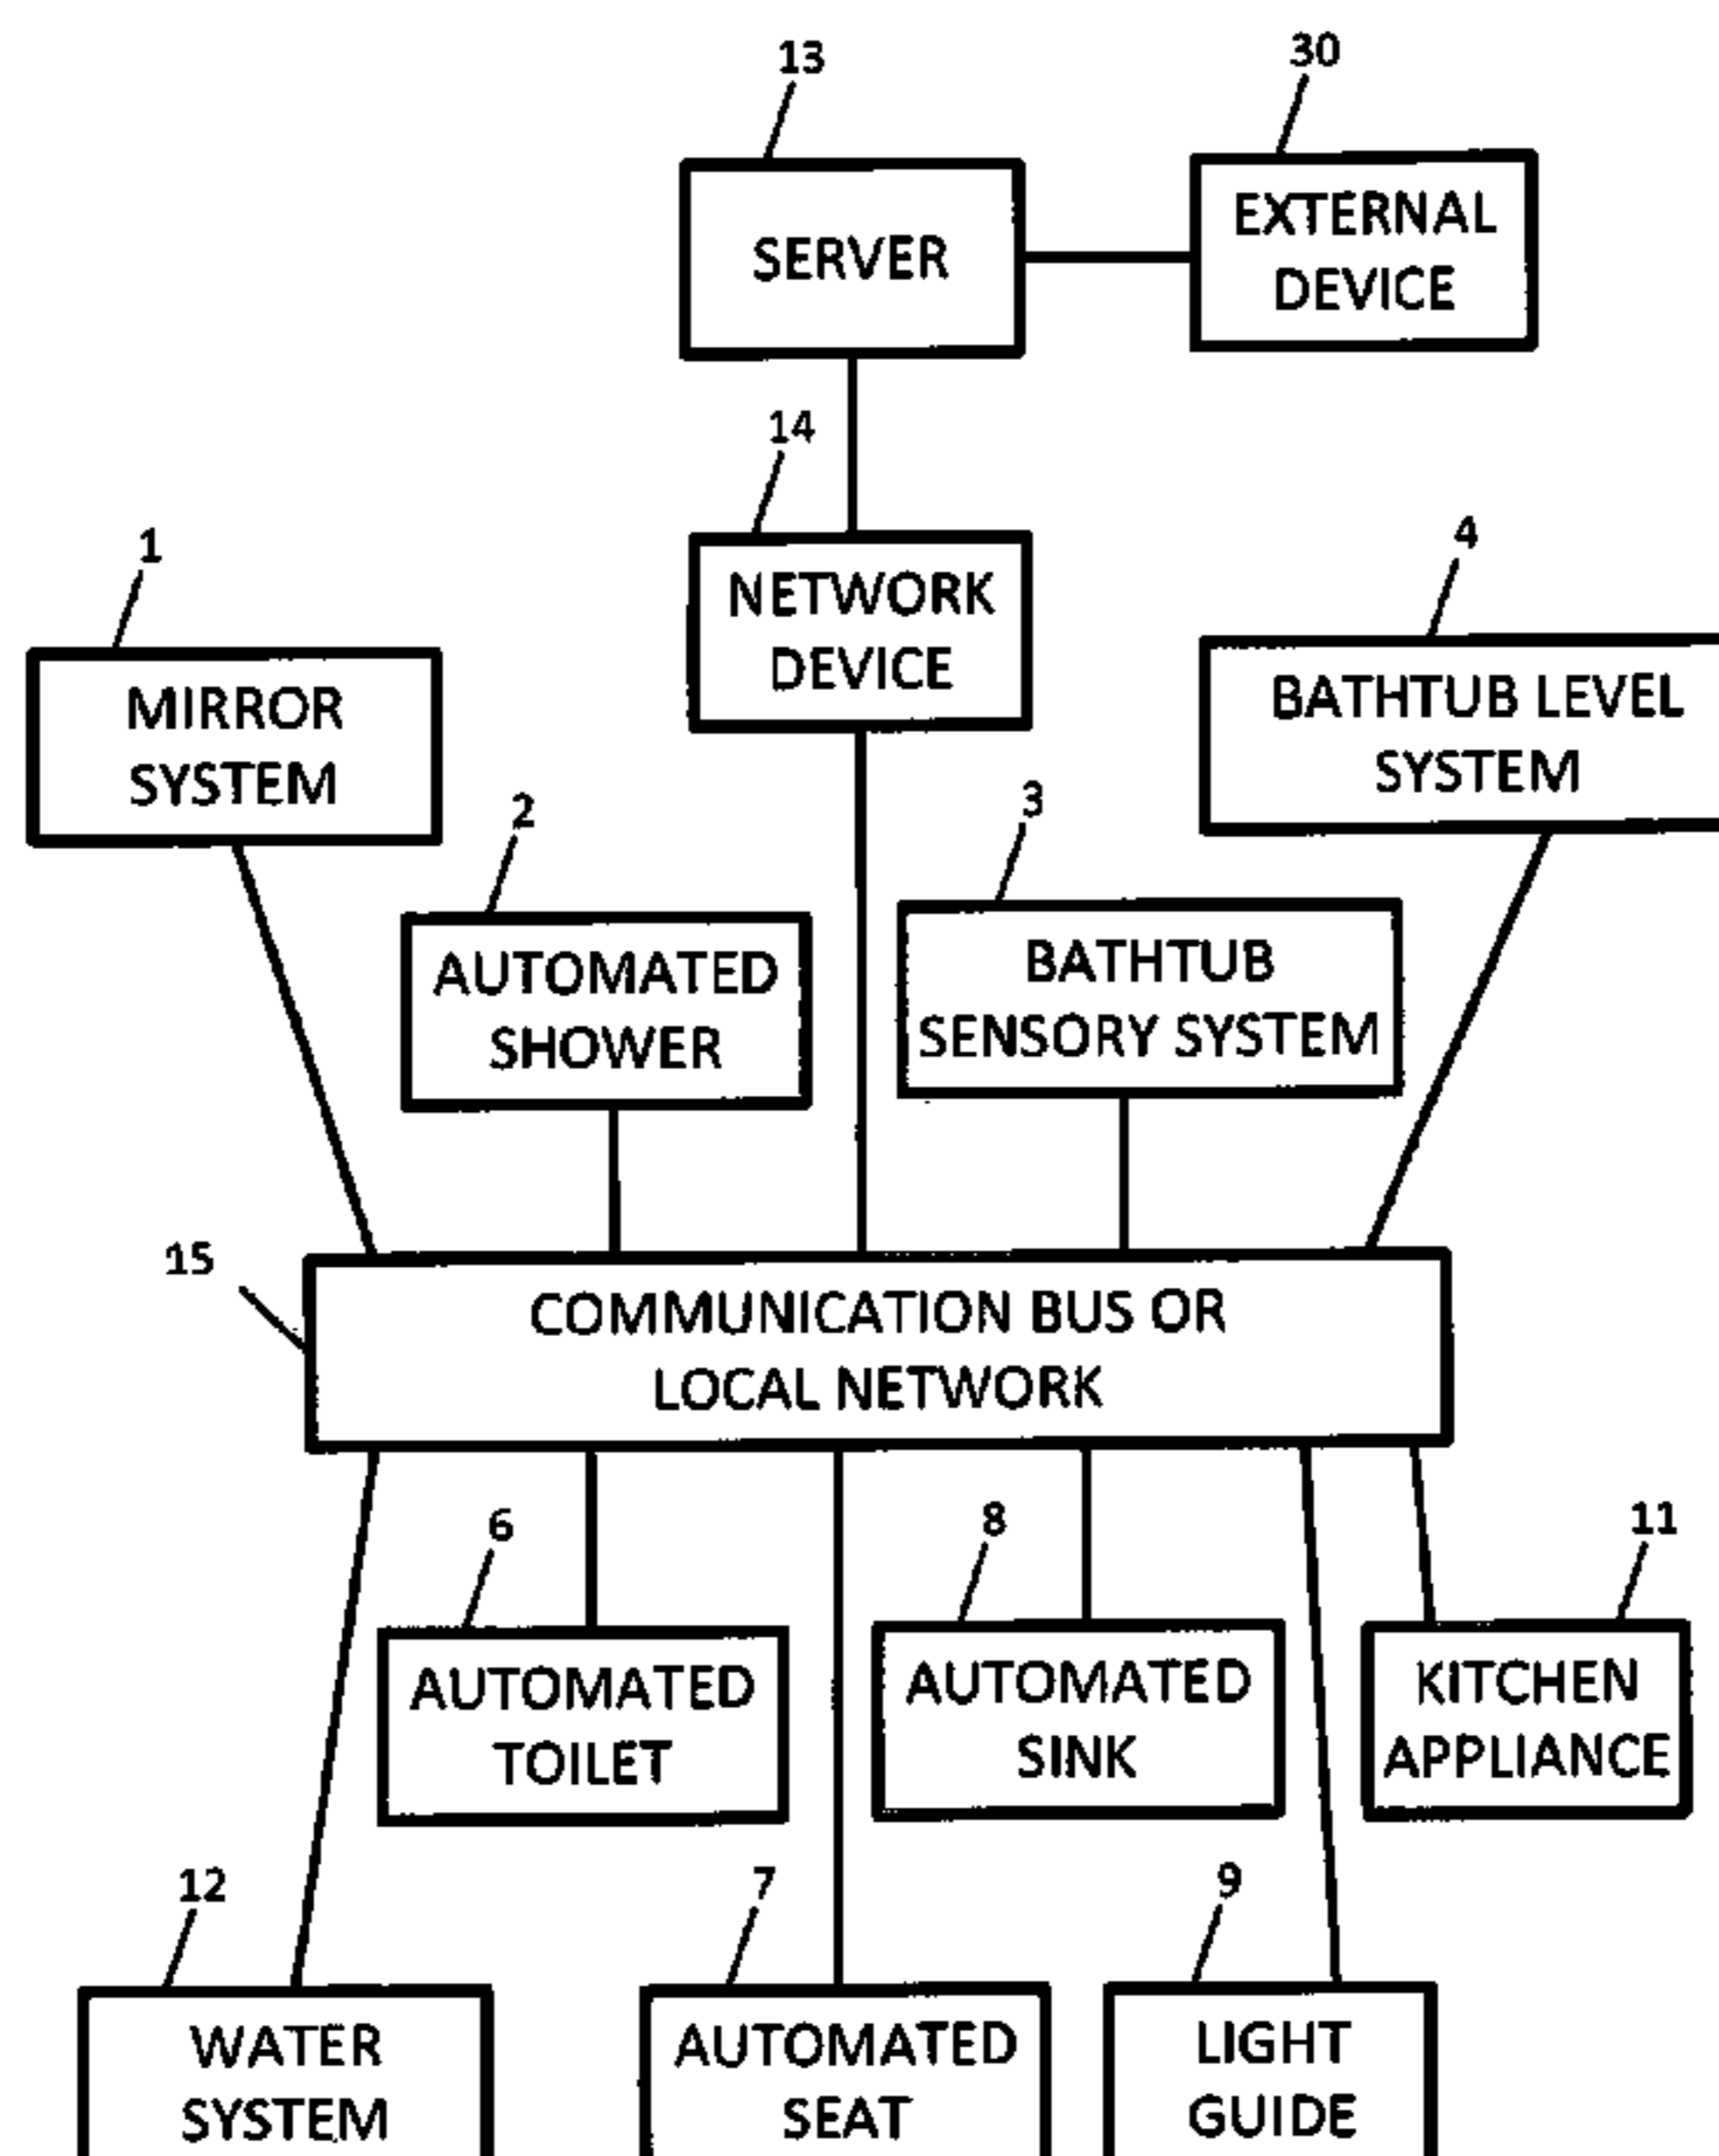 13
30
SERVER
EXTERNAL
DEVICE
14
NETWORK
DEVICE
1
MIRROR
SYSTEM
4
BATHTUB LEVEL
SYSTEM
2
AUTOMATED
SHOWER
3
BATHTUB
SENSORY SYSTEM
15
COMMUNICATION BUS OR
LOCAL NETWORK
6
AUTOMATED
TOILET
8
AUTOMATED
SINK
11
KITCHEN
APPLIANCE
12
WATER
SYSTEM
7
AUTOMATED
SEAT
9
LIGHT
GUIDE